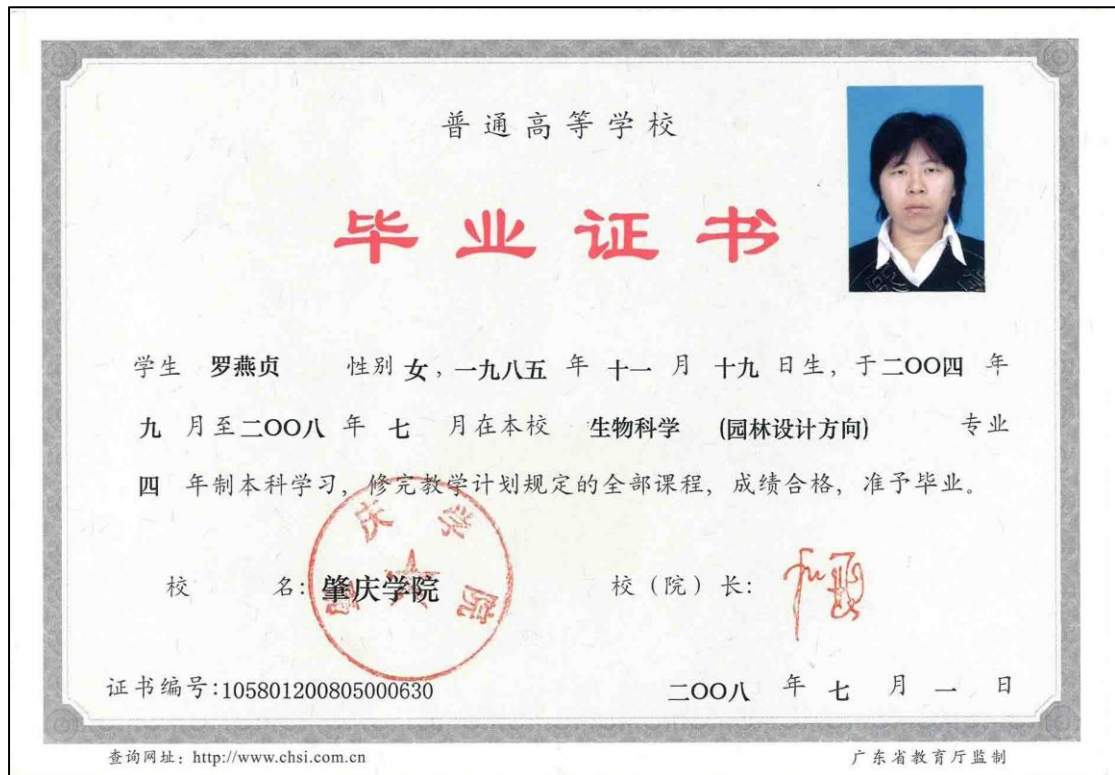 普通高等学校
毕业证书
学生 罗燕贞 性别 女，一九八五 年 十一 月 十九 日生，于二〇〇四 年
九 月至二〇〇八 年 七 月在本校 生物科学 (园林设计方向) 专业
四 年制本科学习，修完教学计划规定的全部课程，成绩合格，准予毕业。
校 名：肇庆学院 校（院）长：
证书编号：105801200805000630 二〇〇八 年 七 月 一 日
查询网址：http://www.chsi.com.cn 广东省教育厅监制